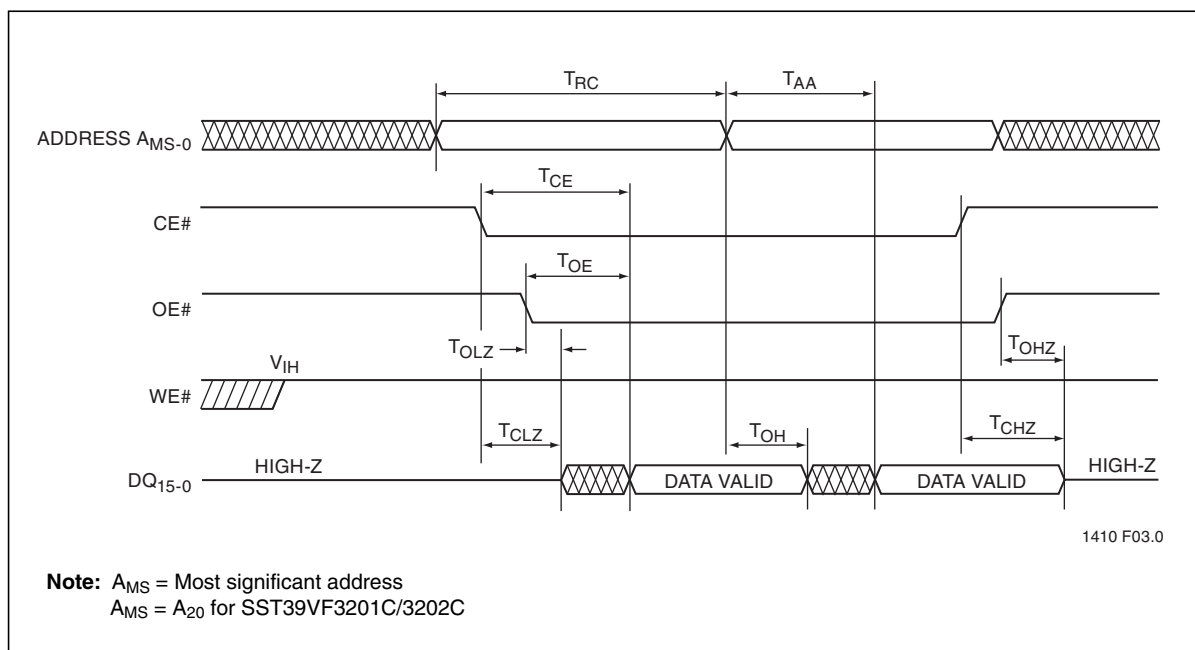 TRC TAA
ADDRESS AMS-0
TCE
CE#
TOE
OE#
TOLZ TOHZ
VIH
WE#
TCLZ TOH TCHZ
HIGH-Z HIGH-Z
DQ15-0 DATA VALID DATA VALID
1410 F03.0
Note: AMS = Most significant address
AMS = A20 for SST39VF3201C/3202C